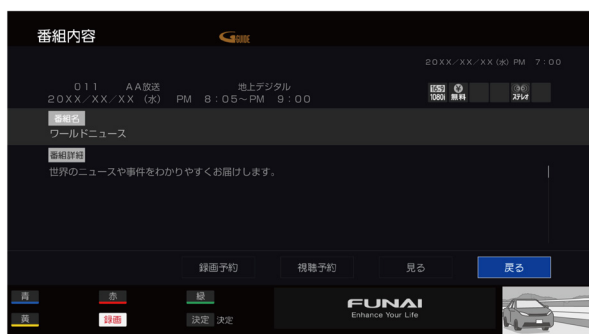 番組内容
G GUIDE
20XX/XX/XX (水) PM 7:00
011 AA放送 地上デジタル
20XX/XX/XX (水) PM 8:05~PM 9:00
16:9 1080i
¥ 無料
ステレオ
番組名
ワールドニュース
番組詳細
世界のニュースや事件をわかりやすくお届けします。
録画予約 視聴予約 見る 戻る
青 赤 緑
黄 録画 決定 決定
FUNAI
Enhance Your Life